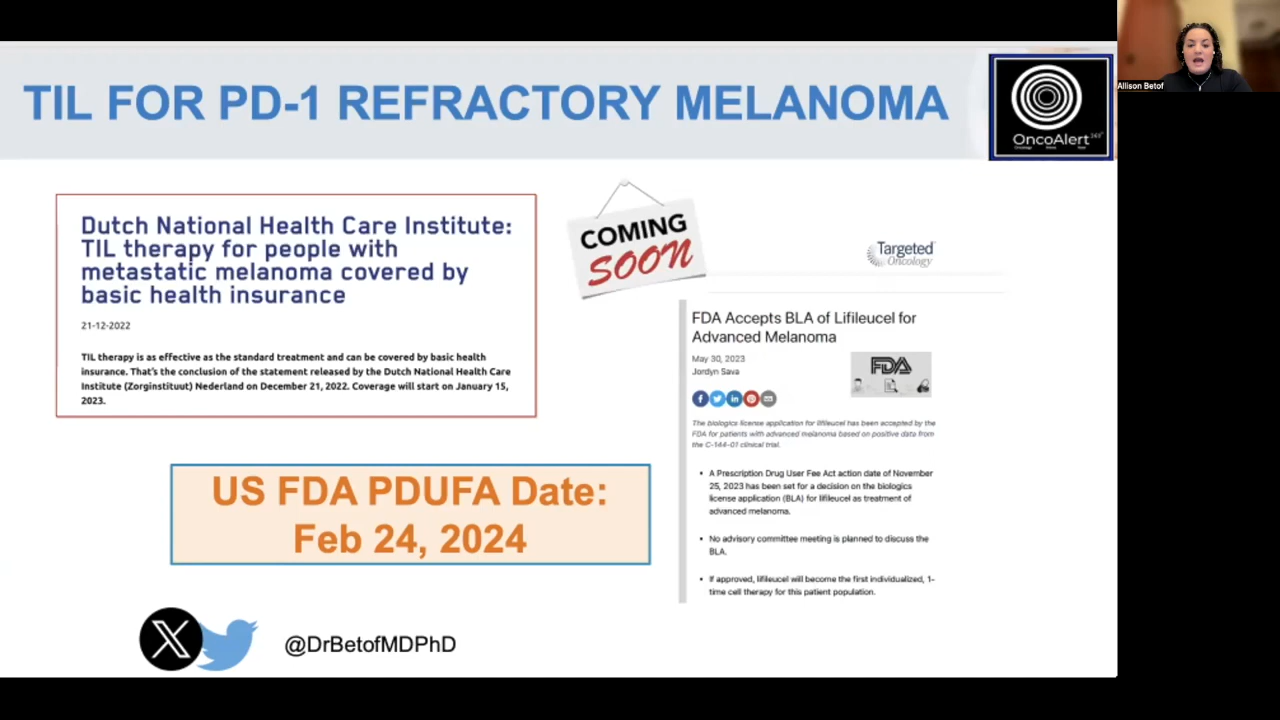 TIL FOR PD-1 REFRACTORY MELANOMA
OncoAlert
Allison Betof
Dutch National Health Care Institute:
TIL therapy for people with
metastatic melanoma covered by
basic health insurance
21-12-2022
TIL therapy is as effective as the standard treatment and can be covered by basic health
insurance. That's the conclusion of the statement released by the Dutch National Health Care
Institute (Zorginstituut) Nederland on December 21, 2022. Coverage will start on January 15,
2023.
COMING
SOON
Targeted
Oncology
FDA Accepts BLA of Lifileucel for
Advanced Melanoma
May 30, 2023
Jordyn Sava
FDA
The biologics license application for lifileucel has been accepted by the
FDA for patients with advanced melanoma based on positive data from
the C-144-01 clinical trial.
• A Prescription Drug User Fee Act action date of November
25, 2023 has been set for a decision on the biologics
license application (BLA) for lifileucel as treatment of
advanced melanoma.
• No advisory committee meeting is planned to discuss the
BLA.
• If approved, lifileucel will become the first individualized, 1-
time cell therapy for this patient population.
US FDA PDUFA Date:
Feb 24, 2024
@DrBetofMDPhD